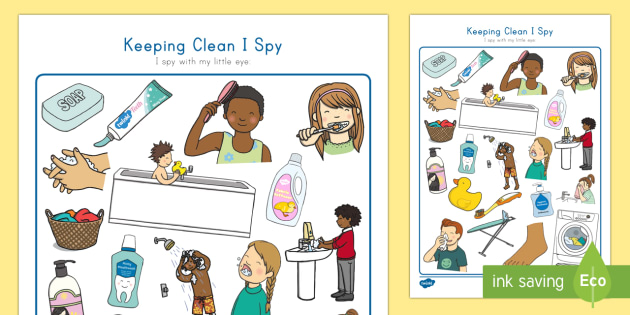 Keeping Clean I Spy
I spy with my little eye
SOAP
Keeping Clean I Spy
I spy with my little eye
SOAP
ink saving
Eco